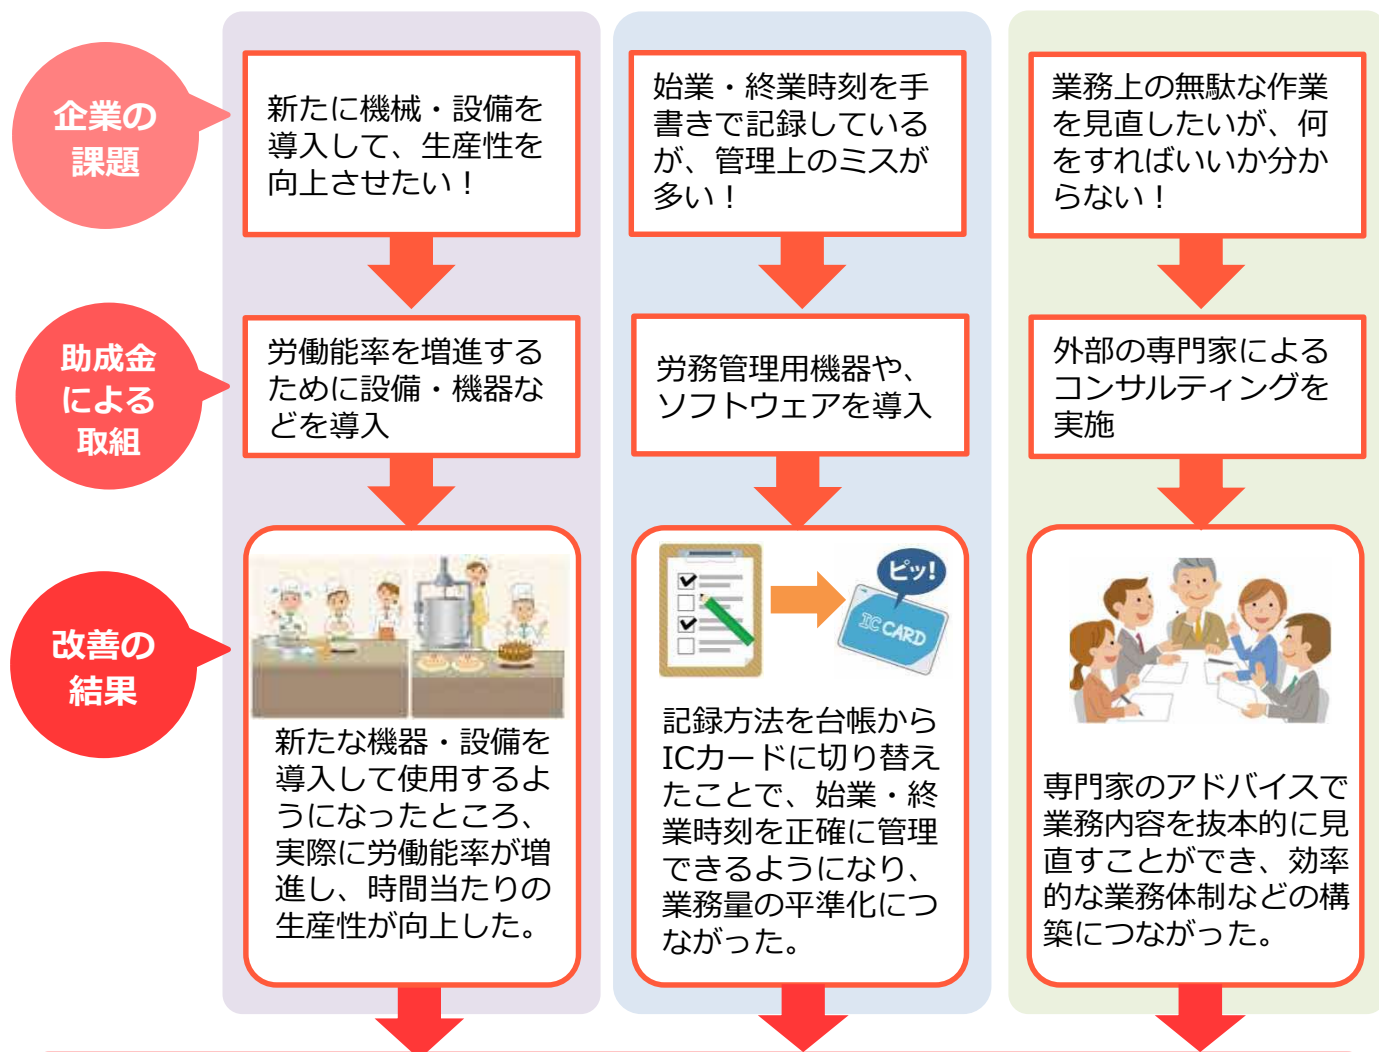 企業の
課題
新たに機械・設備を
導入して、生産性を
向上させたい！
始業・終業時刻を手
書きで記録している
が、管理上のミスが
多い！
業務上の無駄な作業
を見直したいが、何
をすればいいか分か
らない！
助成金
による
取組
労働能率を増進する
ために設備・機器な
どを導入
労務管理用機器や、
ソフトウェアを導入
外部の専門家による
コンサルティングを
実施
改善の
結果
新たな機器・設備を
導入して使用するよ
うになったところ、
実際に労働能率が増
進し、時間当たりの
生産性が向上した。
ピッ!
IC CARD
記録方法を台帳から
ICカードに切り替え
たことで、始業・終
業時刻を正確に管理
できるようになり、
業務量の平準化につ
ながった。
専門家のアドバイスで
業務内容を抜本的に見
直すことができ、効率
的な業務体制などの構
築につながった。